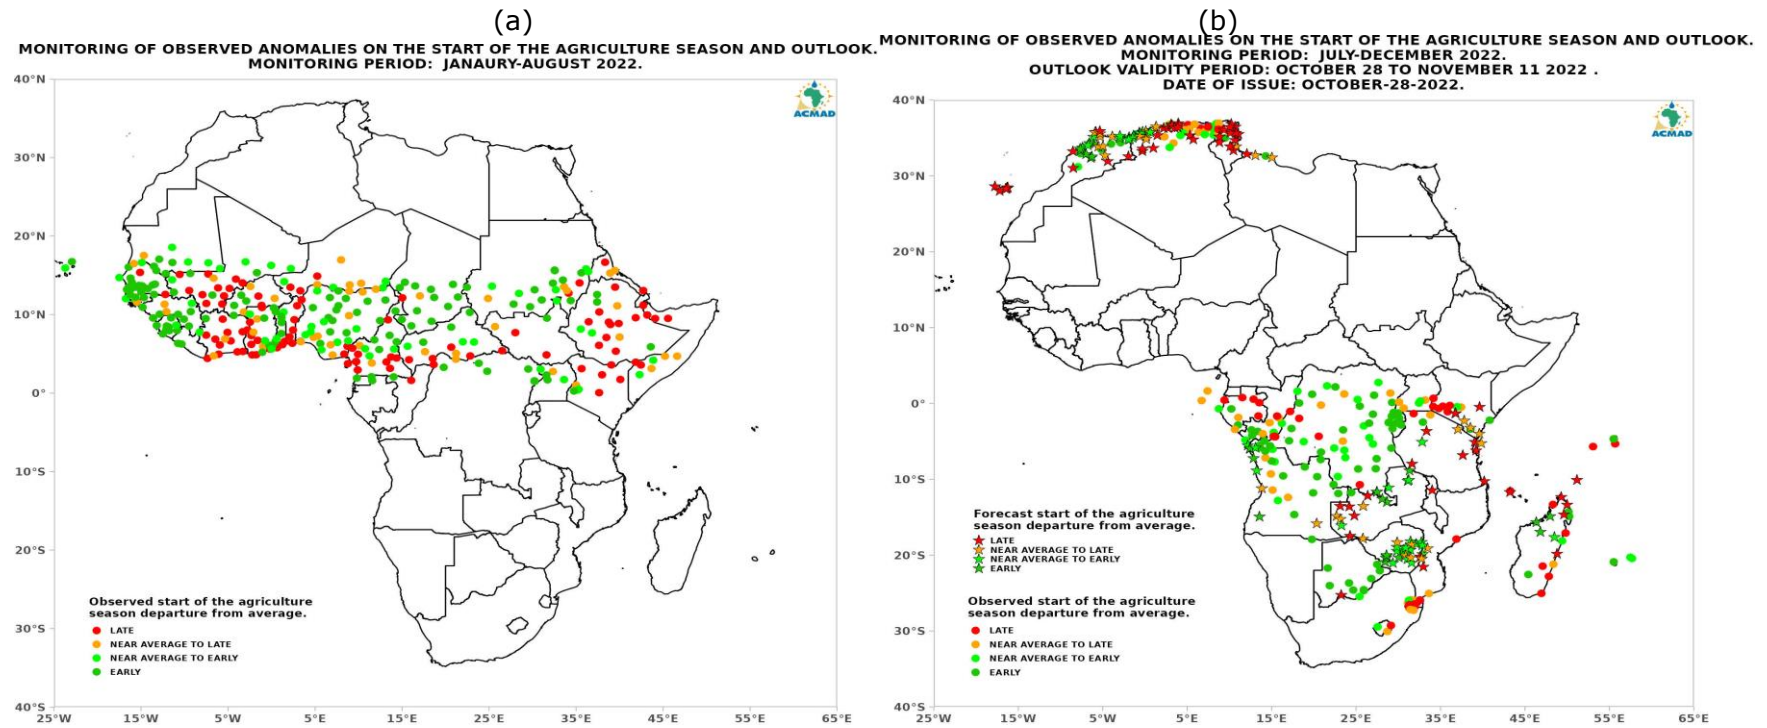 (a)
MONITORING OF OBSERVED ANOMALIES ON THE START OF THE AGRICULTURE SEASON AND OUTLOOK.
MONITORING PERIOD: JANAURY-AUGUST 2022.
40°N
30°N
20°N
10°N
0°
10°S
20°S
30°S
40°S
25°W
15°W
5°W
5°E
15°E
25°E
35°E
45°E
55°E
65°E
ACMAD
Observed start of the agriculture
season departure from average.
LATE
NEAR AVERAGE TO LATE
NEAR AVERAGE TO EARLY
EARLY
(b)
MONITORING OF OBSERVED ANOMALIES ON THE START OF THE AGRICULTURE SEASON AND OUTLOOK.
MONITORING PERIOD: JULY-DECEMBER 2022.
OUTLOOK VALIDITY PERIOD: OCTOBER 28 TO NOVEMBER 11 2022 .
DATE OF ISSUE: OCTOBER-28-2022.
40°N
30°N
20°N
10°N
0°
10°S
20°S
30°S
40°S
25°W
15°W
5°W
5°E
15°E
25°E
35°E
45°E
55°E
65°E
ACMAD
Forecast start of the agriculture
season departure from average.
LATE
NEAR AVERAGE TO LATE
NEAR AVERAGE TO EARLY
EARLY
Observed start of the agriculture
season departure from average.
LATE
NEAR AVERAGE TO LATE
NEAR AVERAGE TO EARLY
EARLY